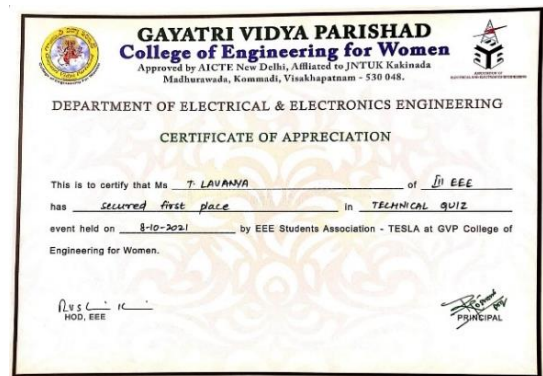 GAYATRI VIDYA PARISHAD
College of Engineering for Women
Approved by AICTE New Delhi, Affliated to JNTUK Kakinada
Madhurawada, Kommadi, Visakhapatnam - 530 048.
DEPARTMENT OF ELECTRICAL & ELECTRONICS ENGINEERING
CERTIFICATE OF APPRECIATION
This is to certify that Ms T. LAVANYA of III EEE
has secured first place in TECHNICAL QUIZ
event held on 8-10-2021 by EEE Students Association - TESLA at GVP College of
Engineering for Women.
HOD, EEE
PRINCIPAL